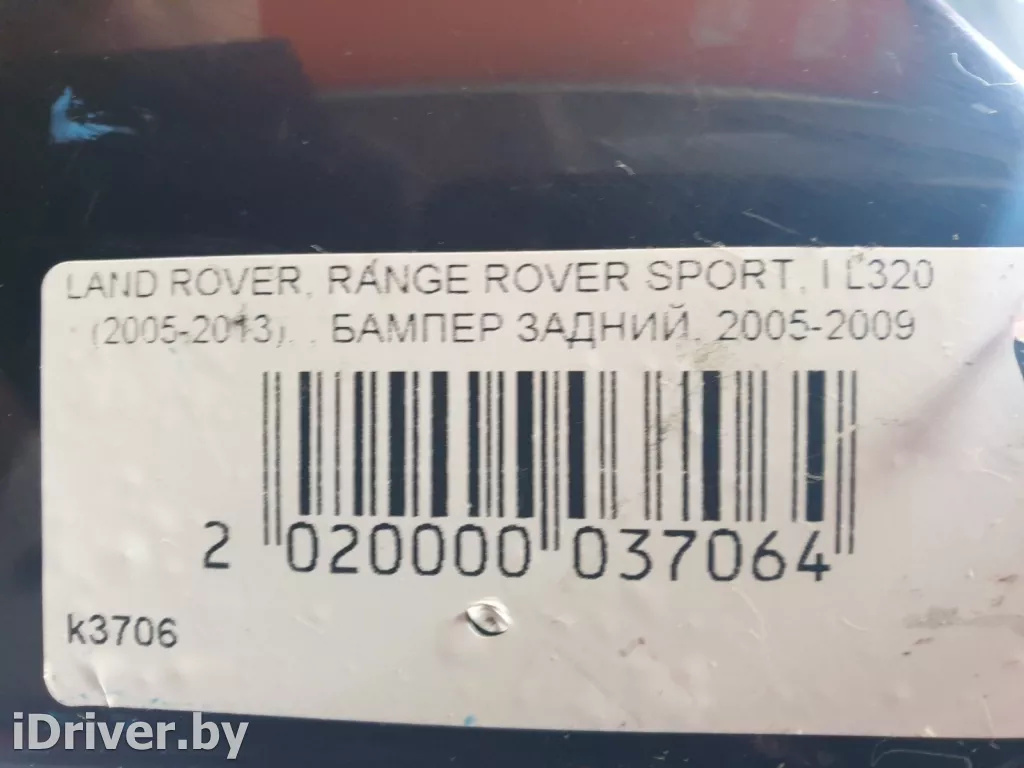 LAND ROVER, RANGE ROVER SPORT, I L320
(2005-2013), , БАМПЕР ЗАДНИЙ, 2005-2009
2 020000 037064
k3706
iDriver.by